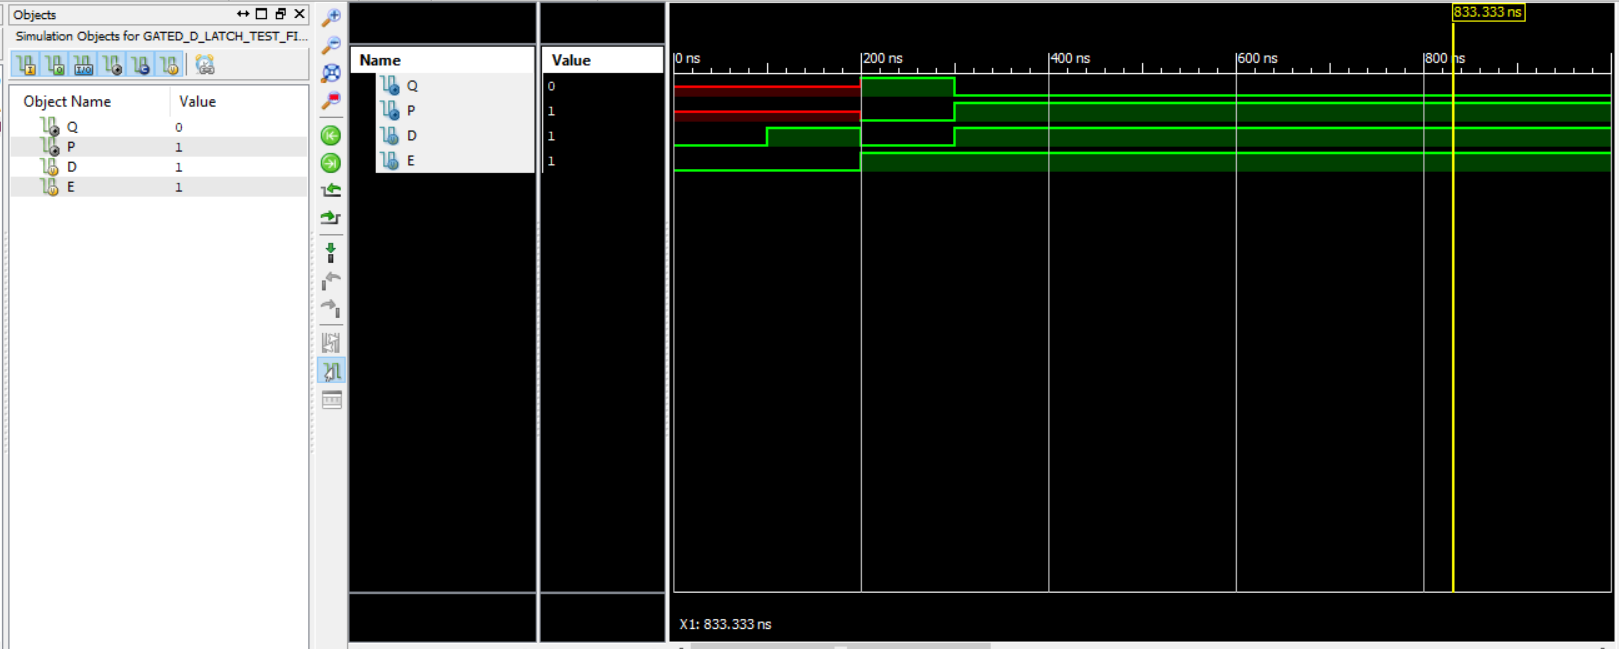 Objects
Simulation Objects for GATED_D_LATCH_TEST_FI...
Object Name Value
Q 0
P 1
D 1
E 1
Name Value
Q 0
P 1
D 1
E 1
833.333 ns
0 ns 200 ns 400 ns 600 ns 800 ns
X1: 833.333 ns